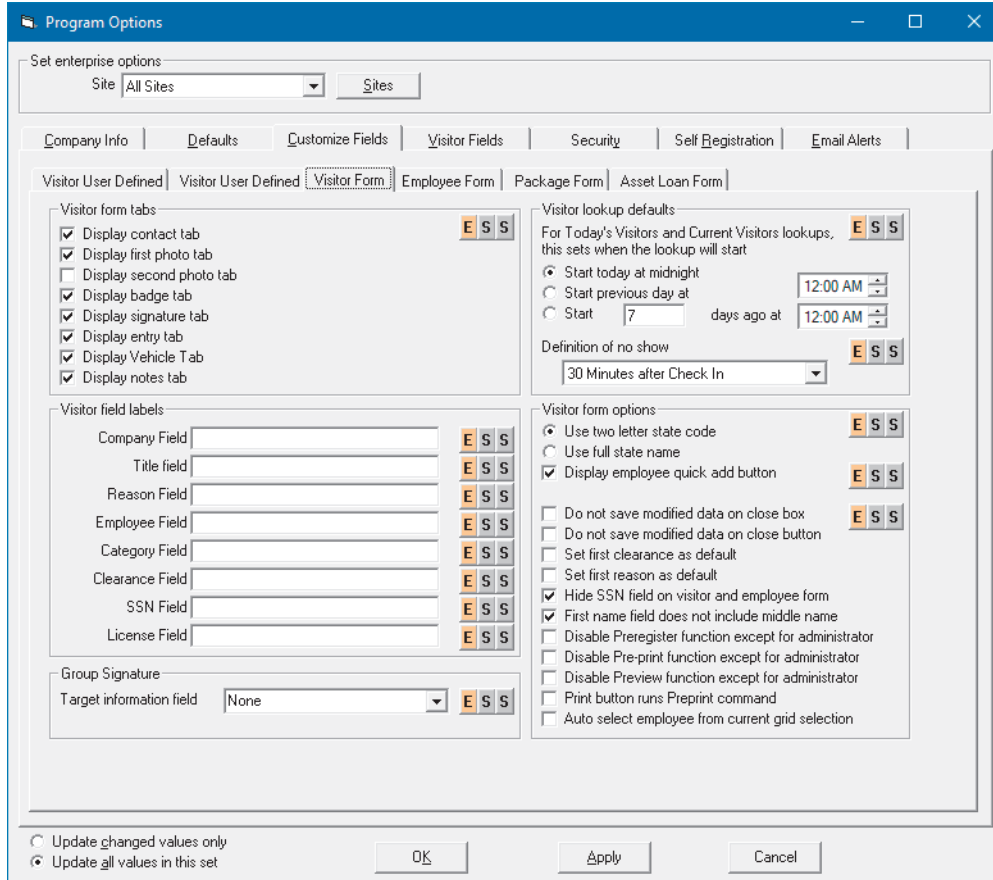 Program Options
Set enterprise options
Site All Sites Sites
Company Info Defaults Customize Fields Visitor Fields Security Self Registration Email Alerts
Visitor User Defined Visitor User Defined Visitor Form Employee Form Package Form Asset Loan Form
Visitor form tabs
E S S
Display contact tab
Display first photo tab
Display second photo tab
Display badge tab
Display signature tab
Display entry tab
Display Vehicle Tab
Display notes tab
Visitor lookup defaults
For Today's Visitors and Current Visitors lookups, E S S
this sets when the lookup will start
Start today at midnight
Start previous day at 12:00 AM
Start 7 days ago at 12:00 AM
Definition of no show E S S
30 Minutes after Check In
Visitor field labels
Company Field E S S
Title field E S S
Reason Field E S S
Employee Field E S S
Category Field E S S
Clearance Field E S S
SSN Field E S S
License Field E S S
Group Signature
Target information field None E S S
Visitor form options
Use two letter state code E S S
Use full state name
Display employee quick add button E S S
Do not save modified data on close box E S S
Do not save modified data on close button
Set first clearance as default
Set first reason as default
Hide SSN field on visitor and employee form
First name field does not include middle name
Disable Preregister function except for administrator
Disable Pre-print function except for administrator
Disable Preview function except for administrator
Print button runs Preprint command
Auto select employee from current grid selection
Update changed values only
Update all values in this set
OK Apply Cancel